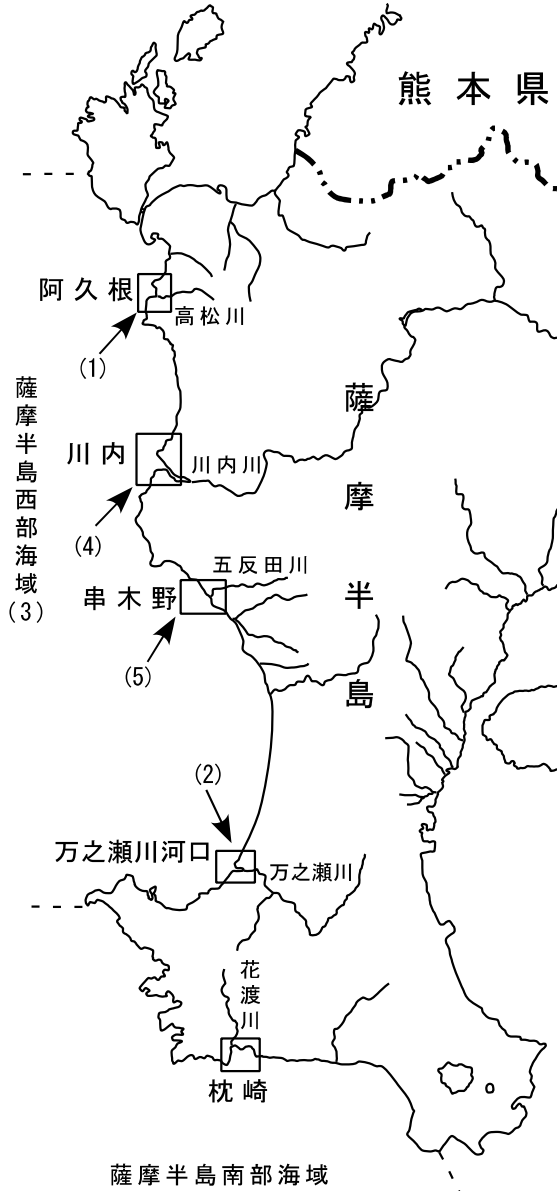 熊本県
阿久根
高松川
(1)
薩摩半島西部海域
(3)
薩摩半島
川内
川内川
(4)
五反田川
串木野
(5)
(2)
万之瀬川河口
万之瀬川
花渡川
枕崎
薩摩半島南部海域